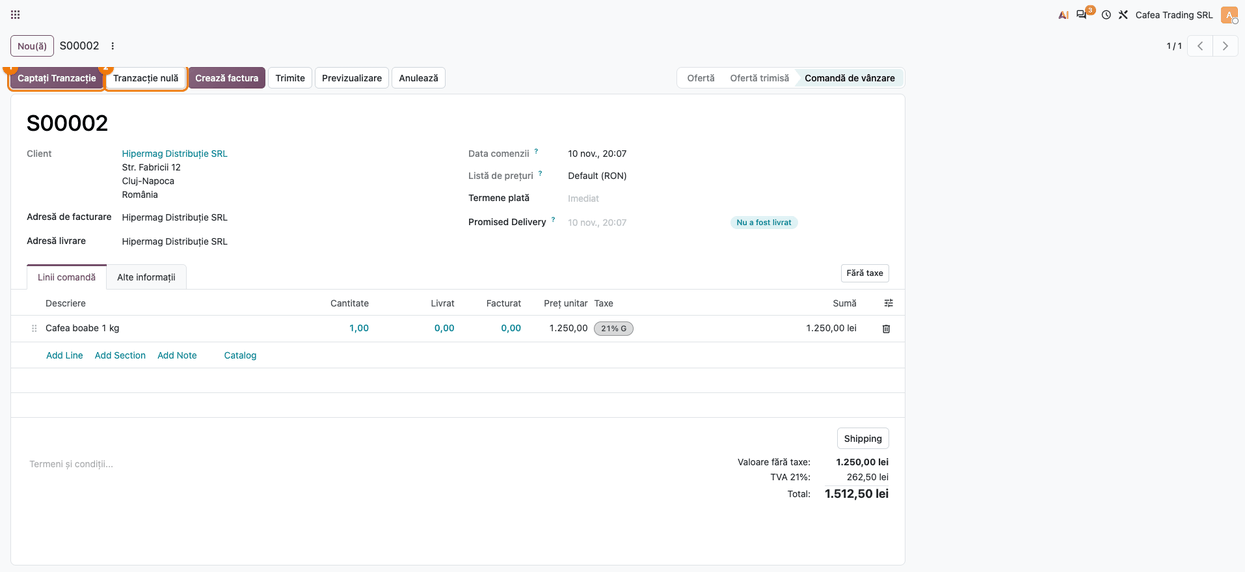 AI 3 Cafea Trading SRL A
Nou(ă) S00002 1 / 1
Captați Tranzacție Tranzacție nulă Crează factura Trimite Previzualizare Anulează Ofertă Ofertă trimisă Comandă de vânzare
S00002
Client Hipermag Distribuție SRL Data comenzii ? 10 nov., 20:07
Str. Fabricii 12
Cluj-Napoca Listă de prețuri ? Default (RON)
România Termene plată Imediat
Adresă de facturare Hipermag Distribuție SRL Promised Delivery ? 10 nov., 20:07 Nu a fost livrat
Adresă livrare Hipermag Distribuție SRL
Linii comandă Alte informații Fără taxe
Descriere Cantitate Livrat Facturat Preț unitar Taxe Sumă
Cafea boabe 1 kg 1,00 0,00 0,00 1.250,00 21% G 1.250,00 lei
Add Line Add Section Add Note Catalog
Shipping
Termeni și condiții... Valoare fără taxe: 1.250,00 lei
TVA 21%: 262,50 lei
Total: 1.512,50 lei